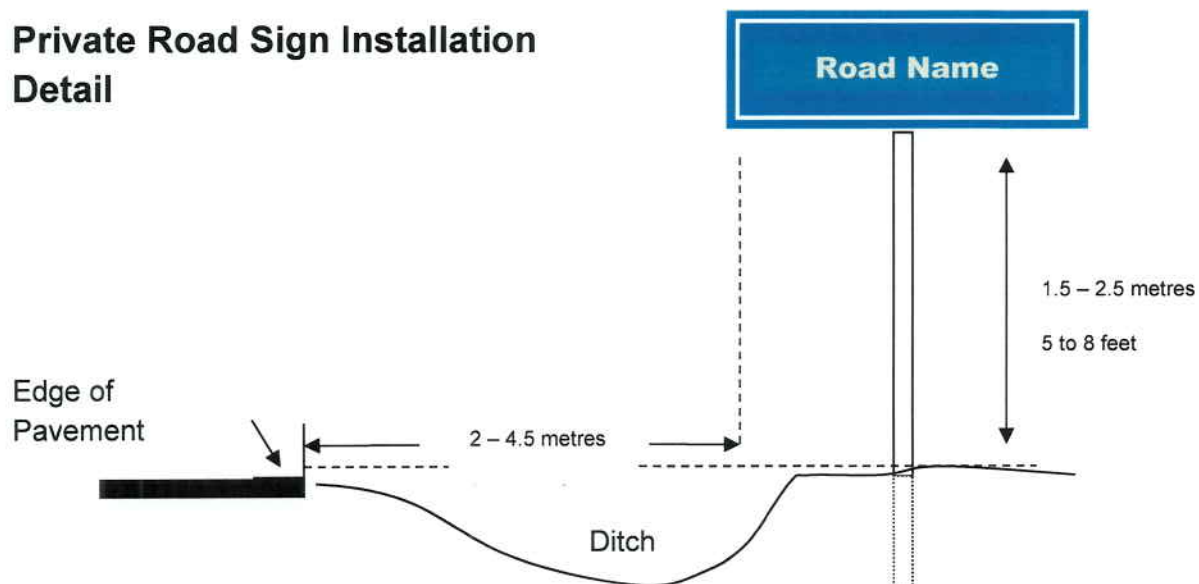 Private Road Sign Installation
Detail
Road Name
1.5 – 2.5 metres
5 to 8 feet
Edge of
Pavement
2 – 4.5 metres
Ditch